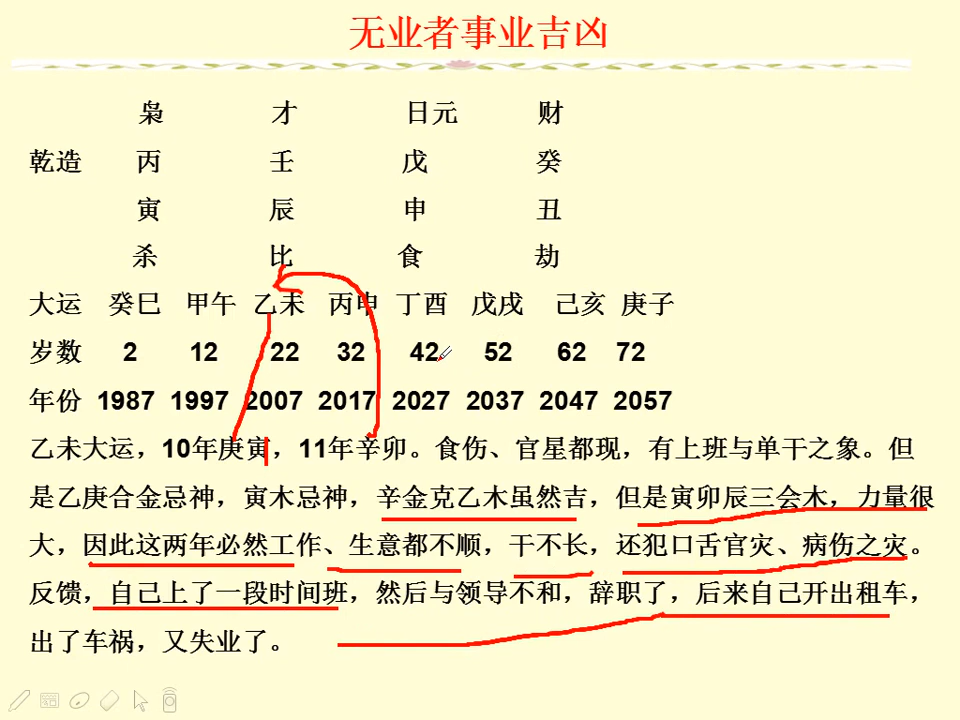 无业者事业吉凶
枭 才 日元 财
乾造 丙 壬 戊 癸
寅 辰 申 丑
杀 比 食 劫
大运 癸巳 甲午 乙未 丙申 丁酉 戊戌 己亥 庚子
岁数 2 12 22 32 42 52 62 72
年份 1987 1997 2007 2017 2027 2037 2047 2057
乙未大运，10年庚寅，11年辛卯。食伤、官星都现，有上班与单干之象。但
是乙庚合金忌神，寅木忌神，辛金克乙木虽然吉，但是寅卯辰三会木，力量很
大，因此这两年必然工作、生意都不顺，干不长，还犯口舌官灾、病伤之灾。
反馈，自己上了一段时间班，然后与领导不和，辞职了，后来自己开出租车，
出了车祸，又失业了。